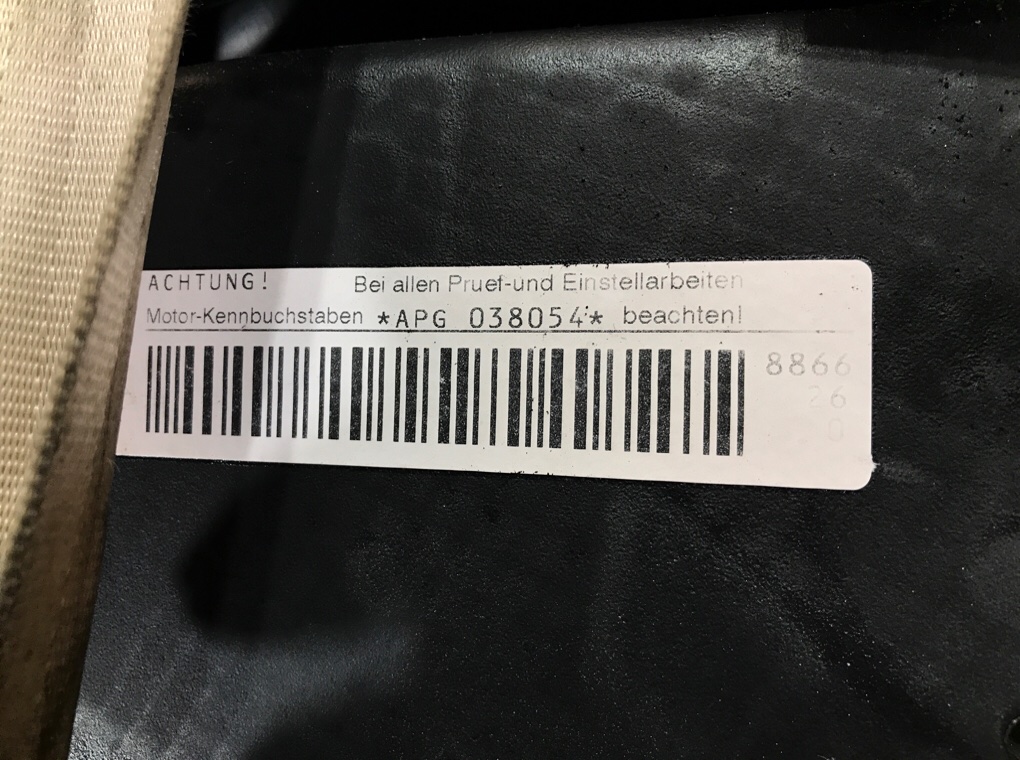 ACHTUNG! Bei allen Pruef-und Einstellarbeiten
Motor-Kennbuchstaben *APG 038054* beachten!
8866
26
0